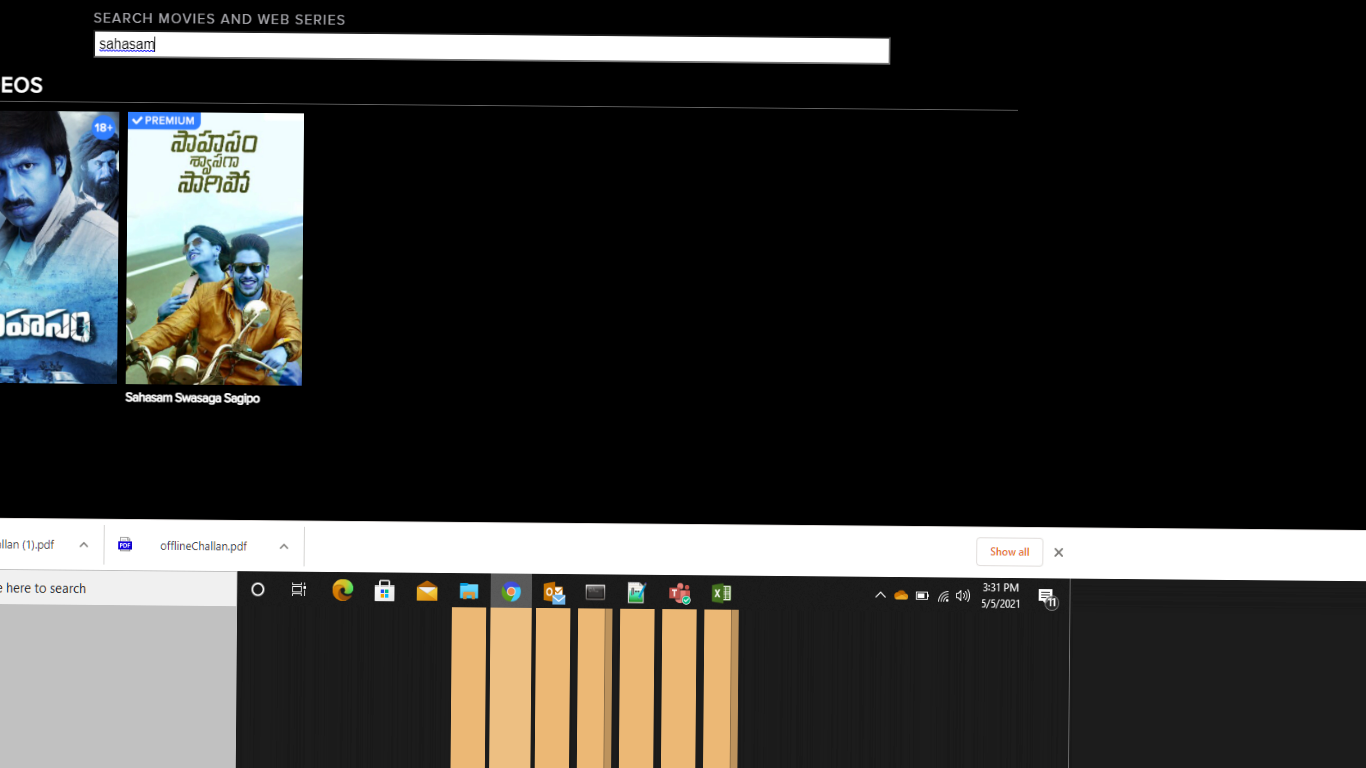 SEARCH MOVIES AND WEB SERIES
sahasam
EOS
18+
PREMIUM
సాహసం
శ్వాసగా
సాగిపో
హసం
Sahasam Swasaga Sagipo
llan (1).pdf
PDF
offlineChallan.pdf
Show all
e here to search
3:31 PM
5/5/2021
11